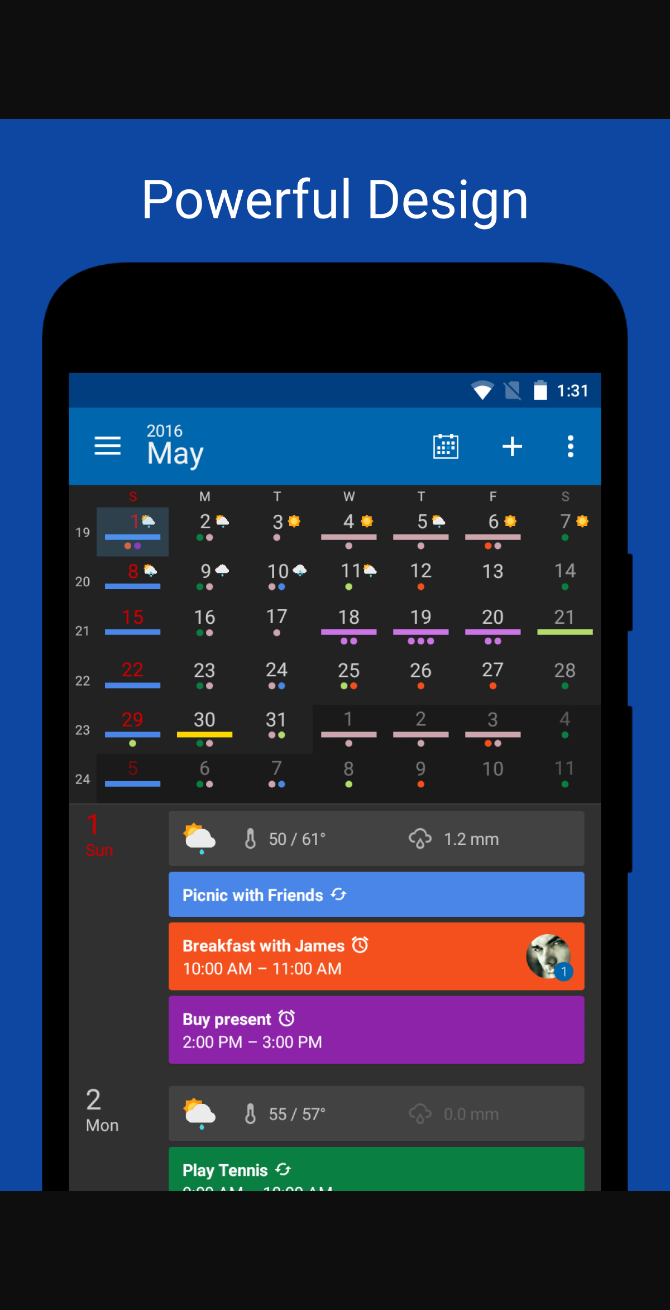 Powerful Design
1:31
2016
May
S M T W T F S
19 1 2 3 4 5 6 7
20 8 9 10 11 12 13 14
21 15 16 17 18 19 20 21
22 22 23 24 25 26 27 28
23 29 30 31 1 2 3 4
24 5 6 7 8 9 10 11
1
Sun
50 / 61° 1.2 mm
Picnic with Friends
Breakfast with James
10:00 AM – 11:00 AM
1
Buy present
2:00 PM – 3:00 PM
2
Mon
55 / 57° 0.0 mm
Play Tennis